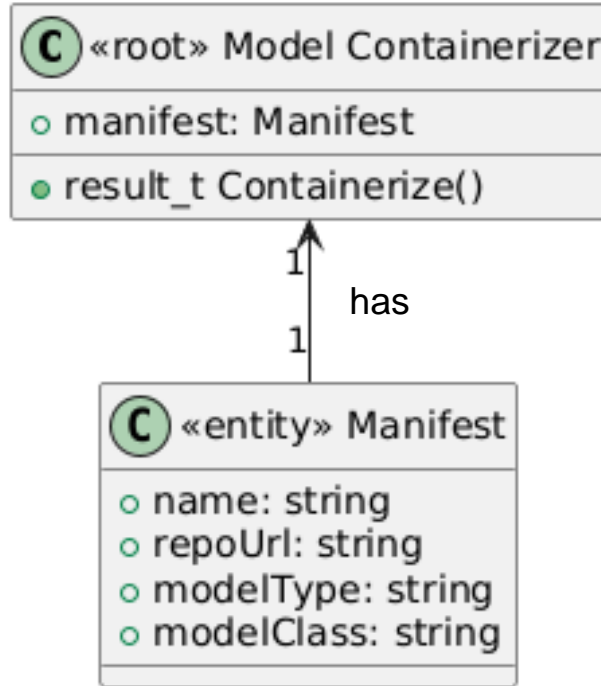 C «root» Model Containerizer
manifest: Manifest
result_t Containerize()
1
has
1
C «entity» Manifest
name: string
repoUrl: string
modelType: string
modelClass: string